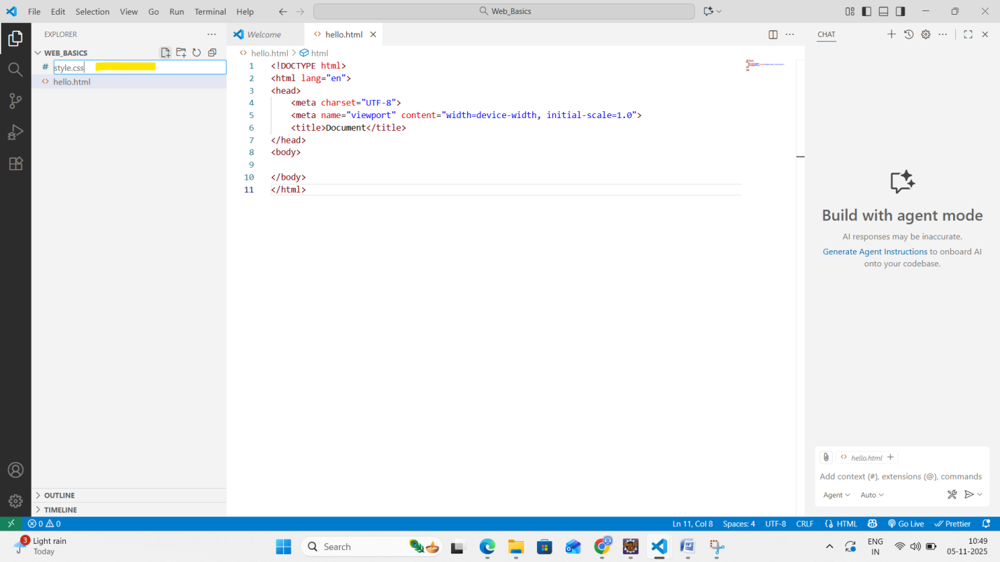 File Edit Selection View Go Run Terminal Help
Web_Basics
EXPLORER
WEB_BASICS
# style.css
<> hello.html
OUTLINE
TIMELINE
Welcome
<> hello.html
<> hello.html > html
1 <!DOCTYPE html>
2 <html lang="en">
3 <head>
4     <meta charset="UTF-8">
5     <meta name="viewport" content="width=device-width, initial-scale=1.0">
6     <title>Document</title>
7 </head>
8 <body>
9
10 </body>
11 </html>
CHAT
Build with agent mode
AI responses may be inaccurate.
Generate Agent Instructions to onboard AI
onto your codebase.
<> hello.html +
Add context (#), extensions (@), commands
Agent Auto
0 0 Ln 11, Col 8 Spaces: 4 UTF-8 CRLF HTML Go Live Prettier
3 Light rain
Today
Search
ENG
IN
10:49
05-11-2025